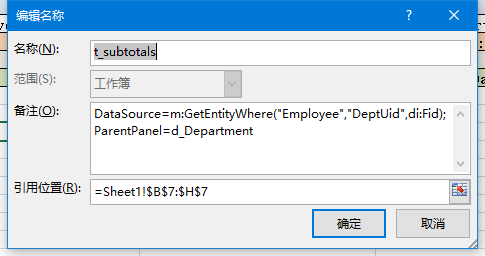 编辑名称
名称(N):
t_subtotals
范围(S):
工作簿
备注(O):
DataSource=m:GetEntityWhere("Employee","DeptUid",di:Fid);
ParentPanel=d_Department
引用位置(R):
=Sheet1!$B$7:$H$7
确定
取消